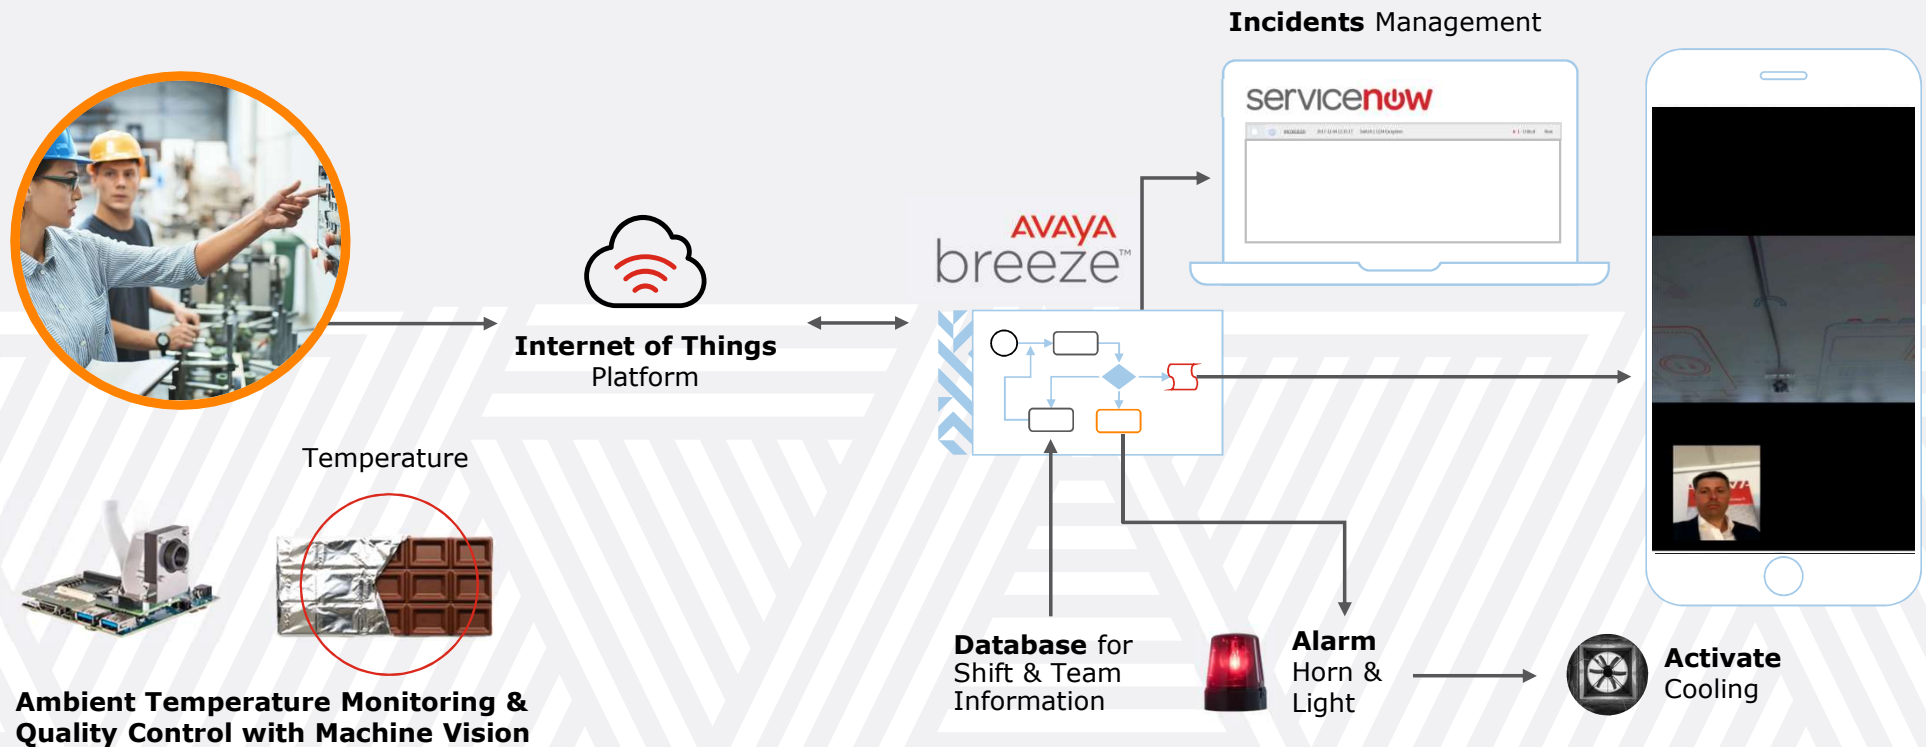 Incidents Management
servicenow
AVAYA
breeze™
Internet of Things
Platform
Temperature
Database for
Shift & Team
Information
Alarm
Horn &
Light
Activate
Cooling
Ambient Temperature Monitoring &
Quality Control with Machine Vision